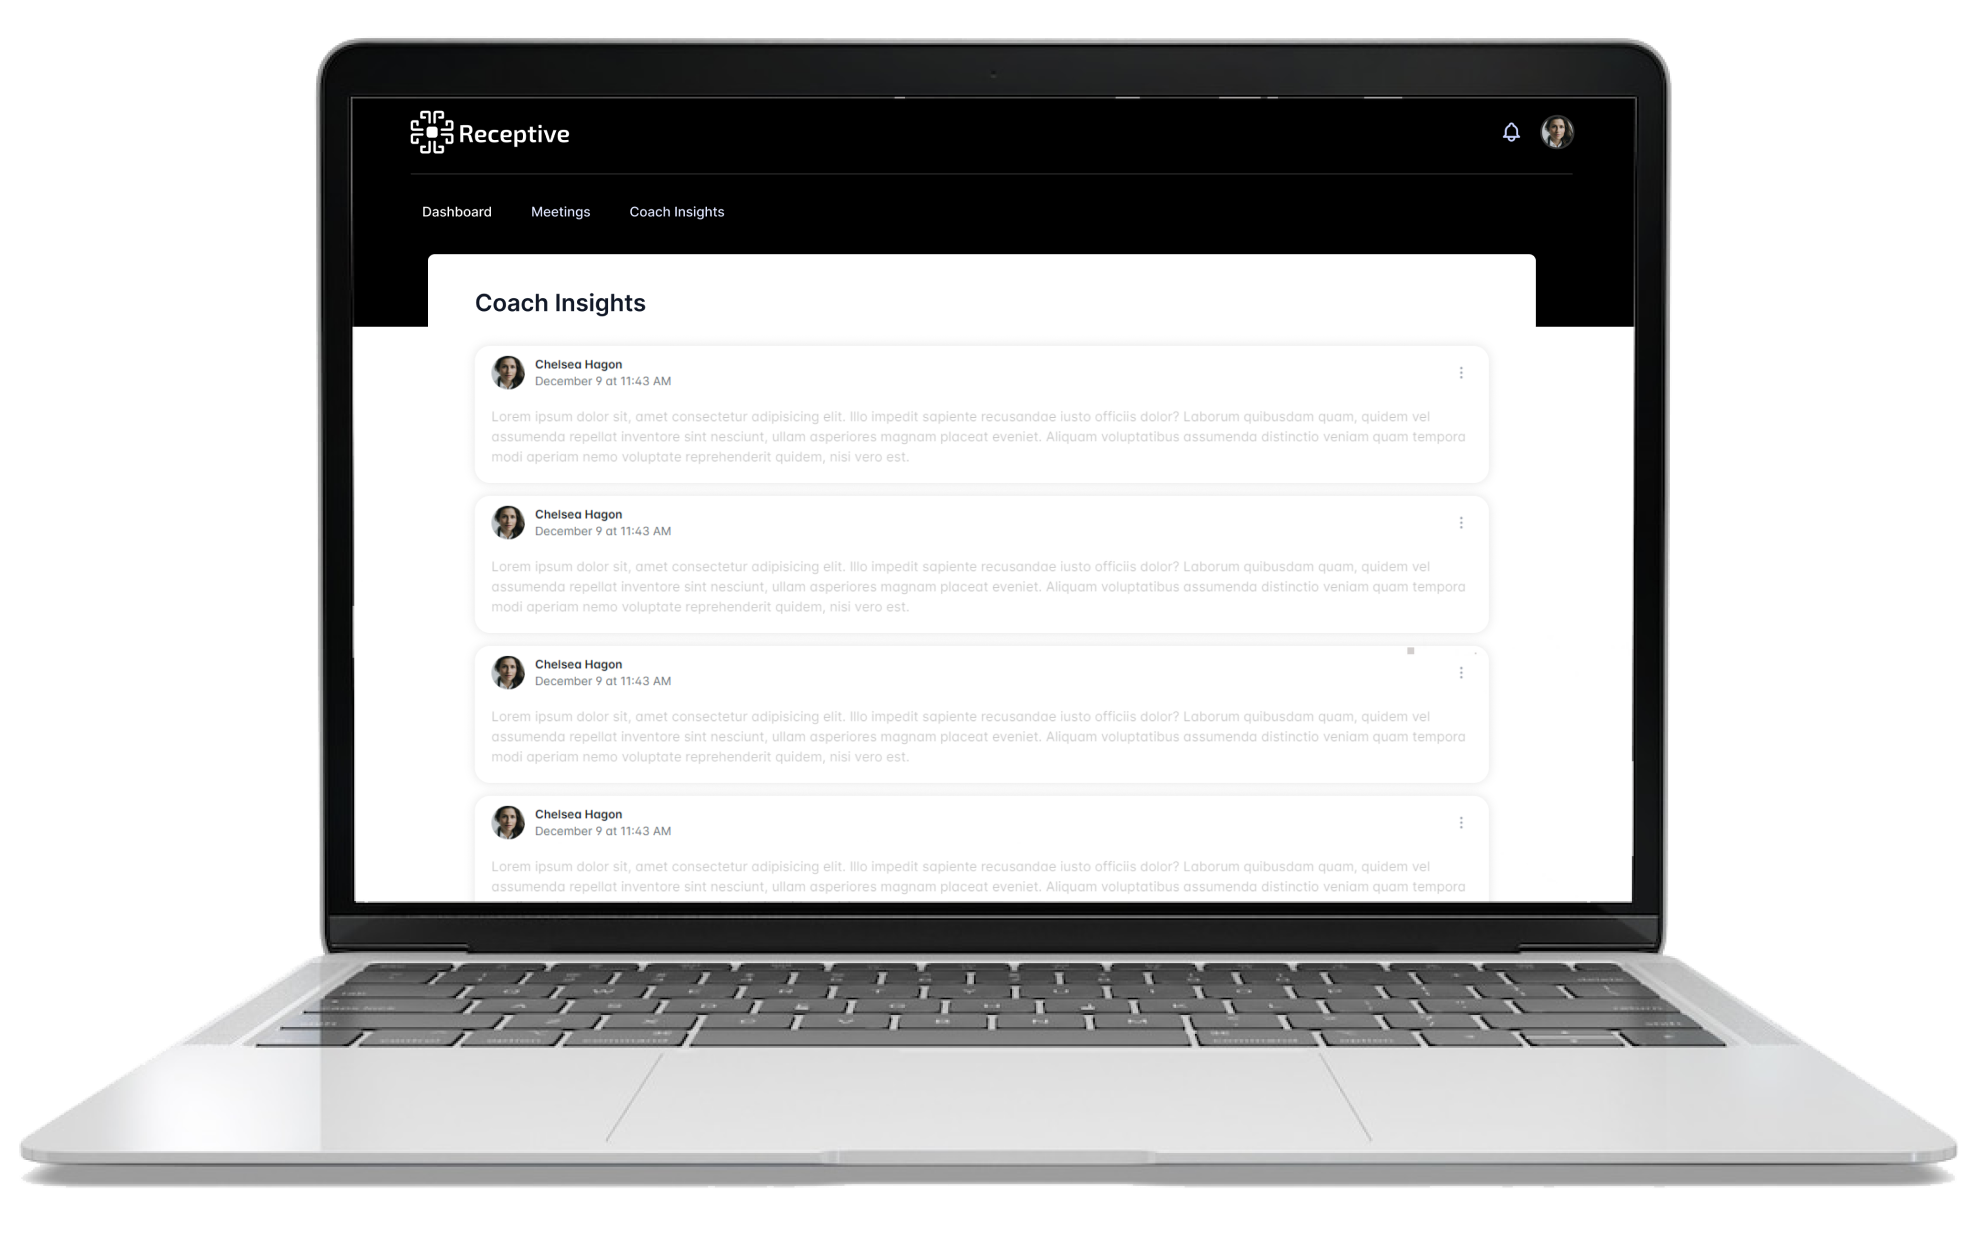 Receptive
Dashboard Meetings Coach Insights
Coach Insights
Chelsea Hagon
December 9 at 11:43 AM
Lorem ipsum dolor sit, amet consectetur adipisicing elit. Illo impedit sapiente recusandae iusto officiis dolor? Laborum quibusdam quam, quidem vel
assumenda repellat inventore sint nesciunt, ullam asperiores magnam placeat eveniet. Aliquam voluptatibus assumenda distinctio veniam quam tempora
modi aperiam nemo voluptate reprehenderit quidem, nisi vero est.
Chelsea Hagon
December 9 at 11:43 AM
Lorem ipsum dolor sit, amet consectetur adipisicing elit. Illo impedit sapiente recusandae iusto officiis dolor? Laborum quibusdam quam, quidem vel
assumenda repellat inventore sint nesciunt, ullam asperiores magnam placeat eveniet. Aliquam voluptatibus assumenda distinctio veniam quam tempora
modi aperiam nemo voluptate reprehenderit quidem, nisi vero est.
Chelsea Hagon
December 9 at 11:43 AM
Lorem ipsum dolor sit, amet consectetur adipisicing elit. Illo impedit sapiente recusandae iusto officiis dolor? Laborum quibusdam quam, quidem vel
assumenda repellat inventore sint nesciunt, ullam asperiores magnam placeat eveniet. Aliquam voluptatibus assumenda distinctio veniam quam tempora
modi aperiam nemo voluptate reprehenderit quidem, nisi vero est.
Chelsea Hagon
December 9 at 11:43 AM
Lorem ipsum dolor sit, amet consectetur adipisicing elit. Illo impedit sapiente recusandae iusto officiis dolor? Laborum quibusdam quam, quidem vel
assumenda repellat inventore sint nesciunt, ullam asperiores magnam placeat eveniet. Aliquam voluptatibus assumenda distinctio veniam quam tempora